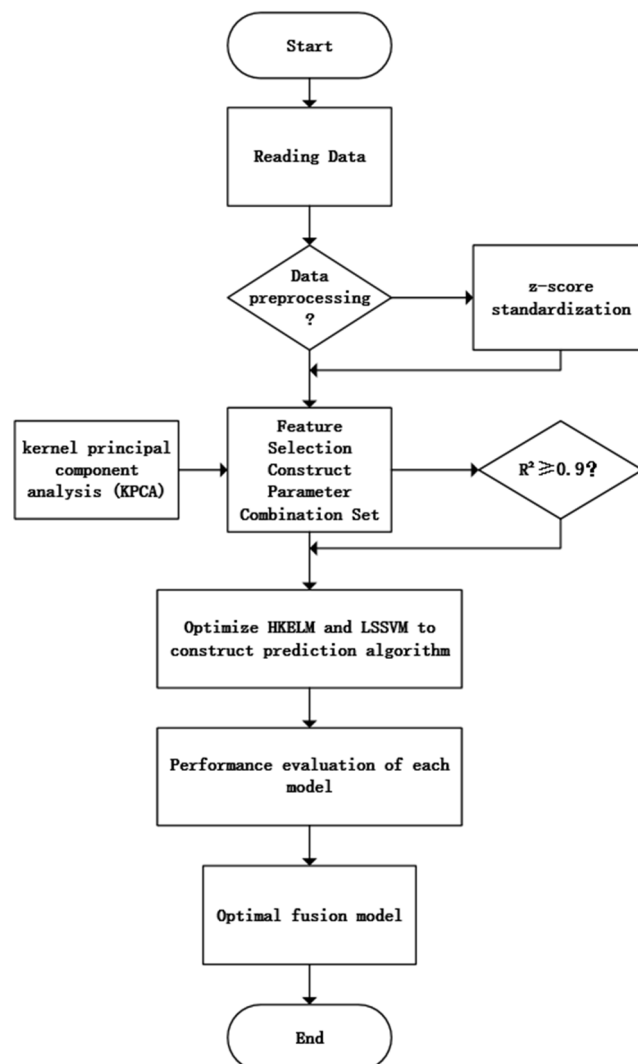 Start
Reading Data
Data
preprocessing
?
z-score
standardization
kernel principal
component
analysis (KPCA)
Feature
Selection
Construct
Parameter
Combination Set
R² ≥0.9?
Optimize HKELM and LSSVM to
construct prediction algorithm
Performance evaluation of each
model
Optimal fusion model
End